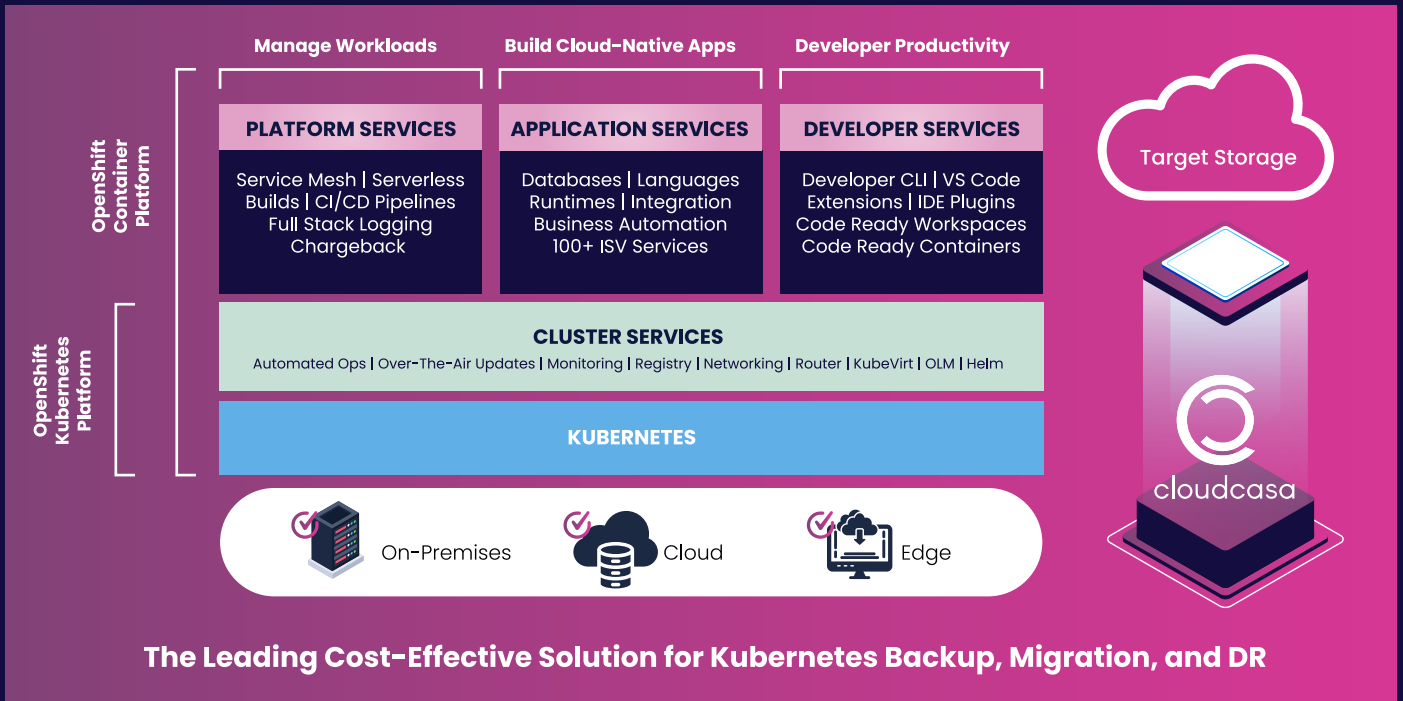 Manage Workloads
Build Cloud-Native Apps
Developer Productivity
OpenShift
Container
Platform
PLATFORM SERVICES
Service Mesh | Serverless
Builds | CI/CD Pipelines
Full Stack Logging
Chargeback
APPLICATION SERVICES
Databases | Languages
Runtimes | Integration
Business Automation
100+ ISV Services
DEVELOPER SERVICES
Developer CLI | VS Code
Extensions | IDE Plugins
Code Ready Workspaces
Code Ready Containers
Target Storage
OpenShift
Kubernetes
Platform
CLUSTER SERVICES
Automated Ops | Over-The-Air Updates | Monitoring | Registry | Networking | Router | KubeVirt | OLM | Helm
KUBERNETES
cloudcasa
On-Premises
Cloud
Edge
The Leading Cost-Effective Solution for Kubernetes Backup, Migration, and DR